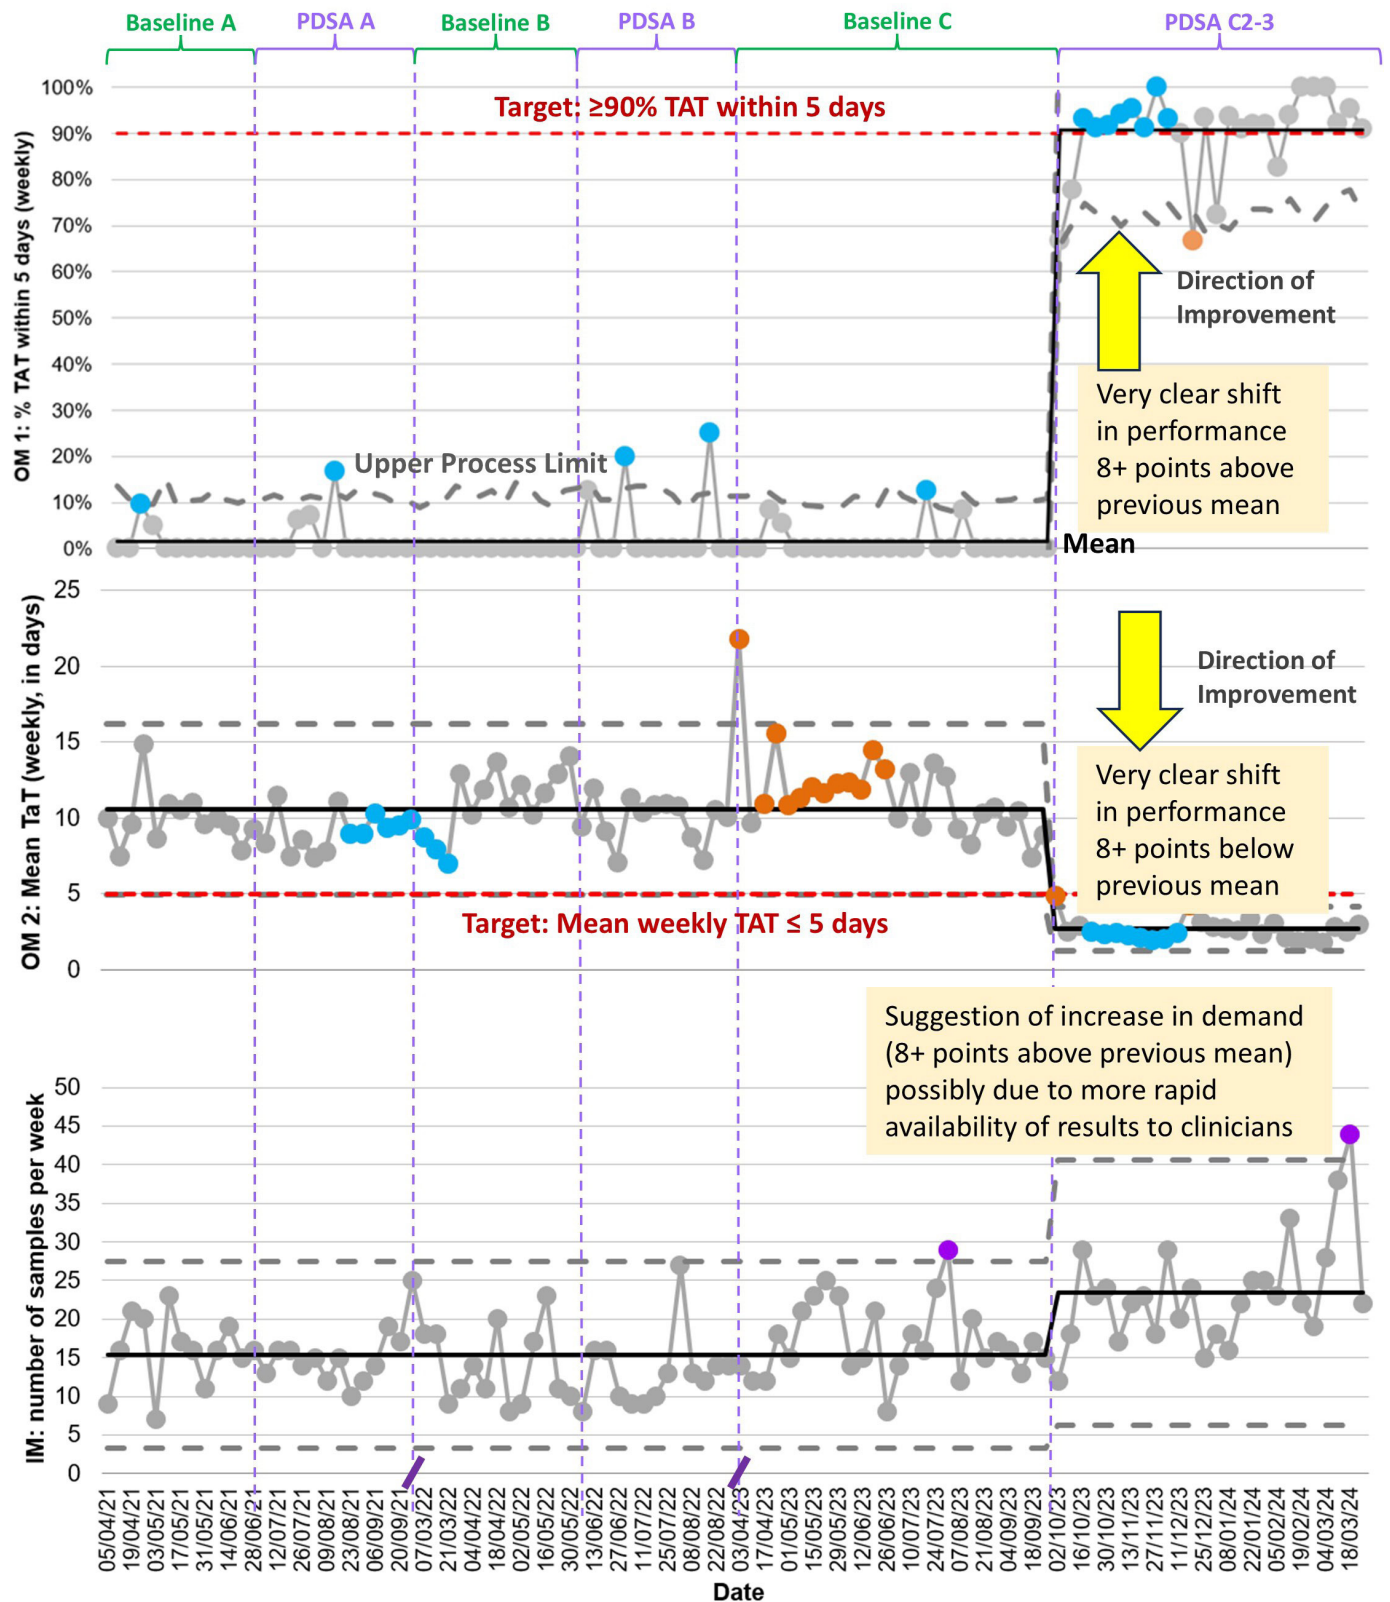 Baseline A
PDSA A
Baseline B
PDSA B
Baseline C
PDSA C2-3
OM 1: % TAT within 5 days (weekly)
100%
90%
80%
70%
60%
50%
40%
30%
20%
10%
0%
Target: ≥90% TAT within 5 days
Upper Process Limit
Direction of
Improvement
Very clear shift
in performance
8+ points above
previous mean
Mean
OM 2: Mean TaT (weekly, in days)
25
20
15
10
5
0
Target: Mean weekly TAT ≤ 5 days
Direction of
Improvement
Very clear shift
in performance
8+ points below
previous mean
Suggestion of increase in demand
(8+ points above previous mean)
possibly due to more rapid
availability of results to clinicians
IM: number of samples per week
50
45
40
35
30
25
20
15
10
5
0
05/04/21
19/04/21
03/05/21
17/05/21
31/05/21
14/06/21
28/06/21
12/07/21
26/07/21
09/08/21
23/08/21
06/09/21
20/09/21
07/03/22
21/03/22
04/04/22
18/04/22
02/05/22
16/05/22
30/05/22
13/06/22
27/06/22
11/07/22
25/07/22
08/08/22
22/08/22
03/04/23
17/04/23
01/05/23
15/05/23
29/05/23
12/06/23
26/06/23
10/07/23
24/07/23
07/08/23
21/08/23
04/09/23
18/09/23
02/10/23
16/10/23
30/10/23
13/11/23
27/11/23
11/12/23
25/12/23
08/01/24
22/01/24
05/02/24
19/02/24
04/03/24
18/03/24
Date